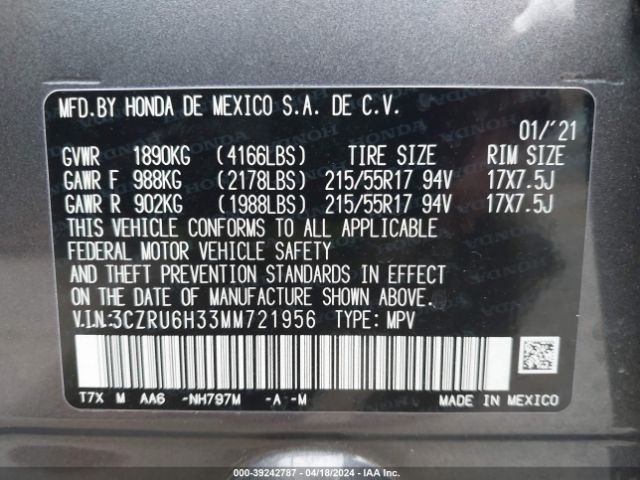 MFD.BY HONDA DE MEXICO S.A. DE C.V.
01/'21
GVWR 1890KG (4166LBS) TIRE SIZE RIM SIZE
GAWR F 988KG (2178LBS) 215/55R17 94V 17X7.5J
GAWR R 902KG (1988LBS) 215/55R17 94V 17X7.5J
THIS VEHICLE CONFORMS TO ALL APPLICABLE
FEDERAL MOTOR VEHICLE SAFETY
AND THEFT PREVENTION STANDARDS IN EFFECT
ON THE DATE OF MANUFACTURE SHOWN ABOVE.
V.I.N:3CZRU6H33MM721956 TYPE: MPV
T7X M AA6 -NH797M -A -M
MADE IN MEXICO
© - 39242787 - 04/18/2024 - IAA Inc.